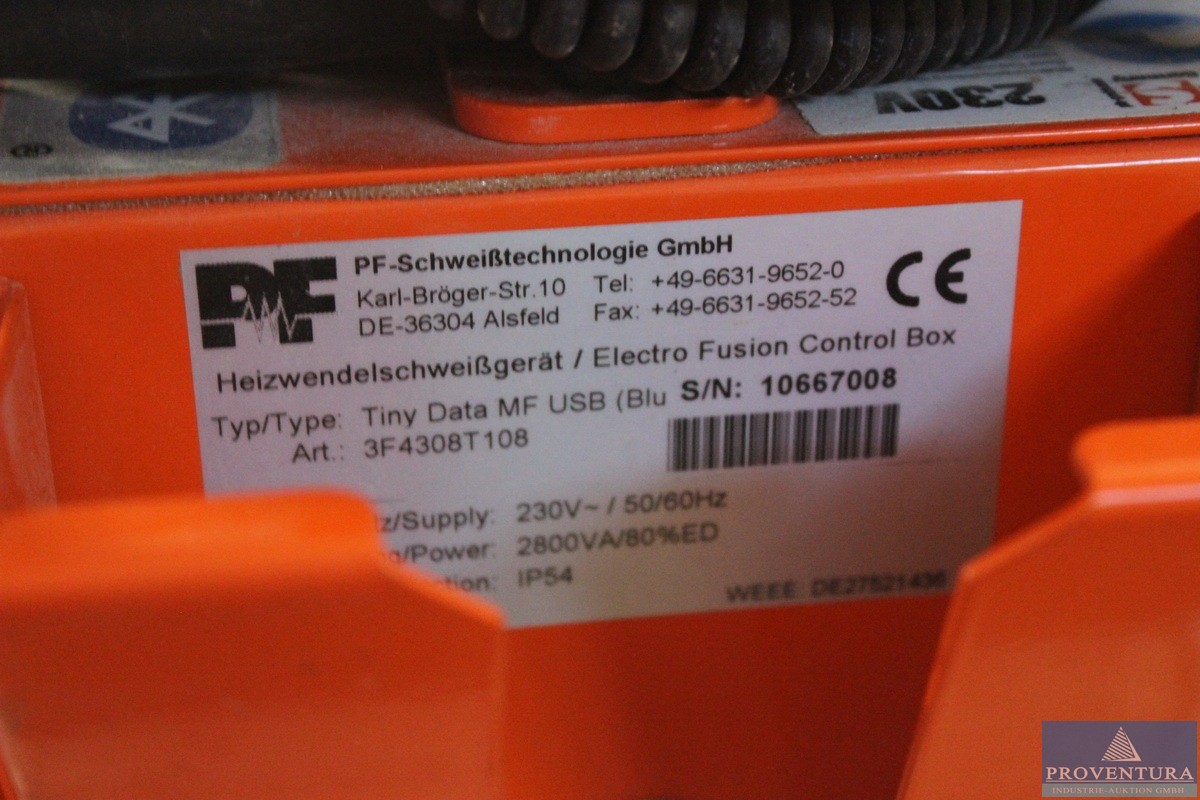 230V
PF
PF-Schweißtechnologie GmbH
Karl-Bröger-Str.10 Tel: +49-6631-9652-0
DE-36304 Alsfeld Fax: +49-6631-9652-52
CE
Heizwendelschweißgerät / Electro Fusion Control Box
Typ/Type: Tiny Data MF USB (Blu S/N: 10667008
Art.: 3F4308T108
z/Supply: 230V~ / 50/60Hz
g/Power: 2800VA/80%ED
tion: IP54
WEEE: DE27521436
PROVENTURA
INDUSTRIE-AUKTION GMBH